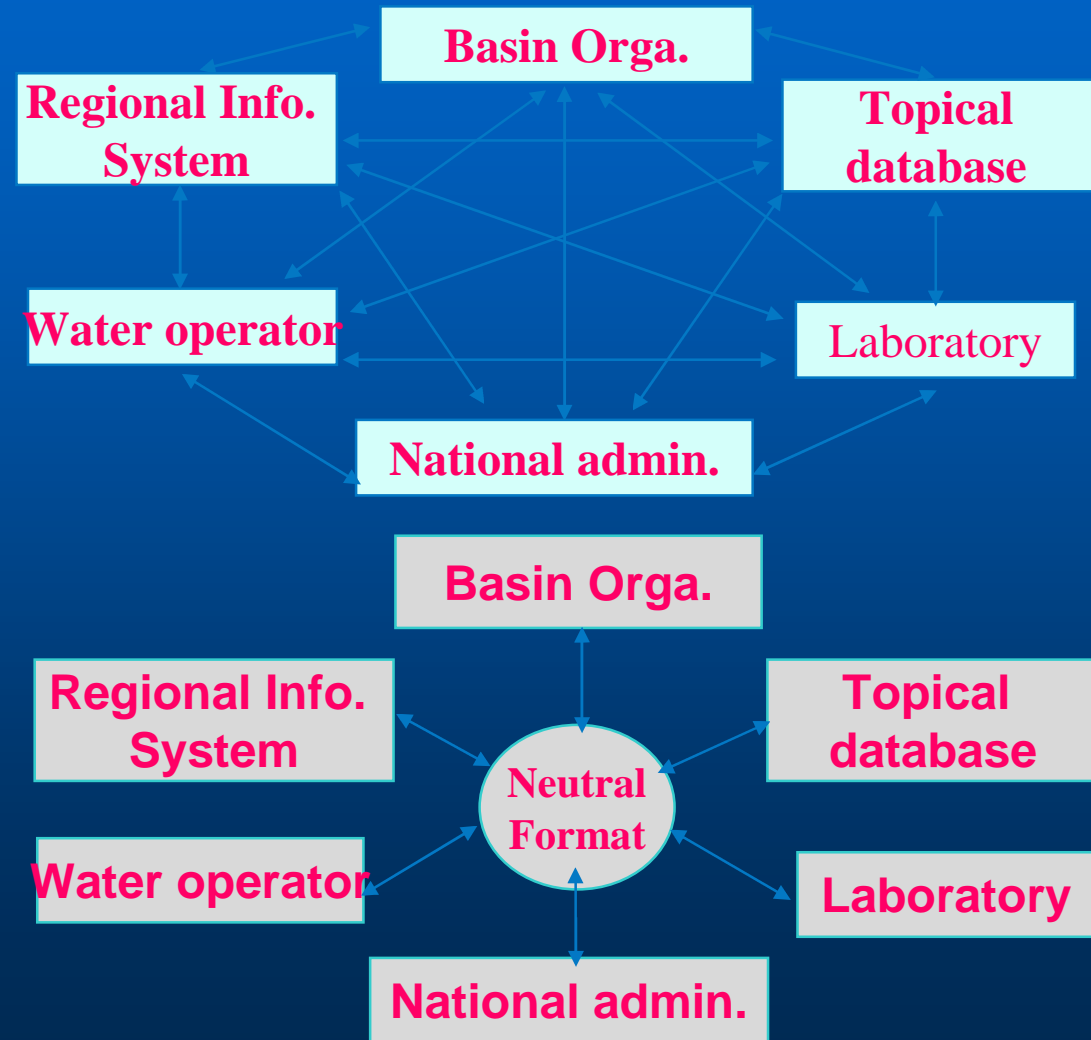 Basin Orga.
Regional Info.
System
Topical
database
Water operator
Laboratory
National admin.
Basin Orga.
Regional Info.
System
Topical
database
Neutral
Format
Water operator
Laboratory
National admin.